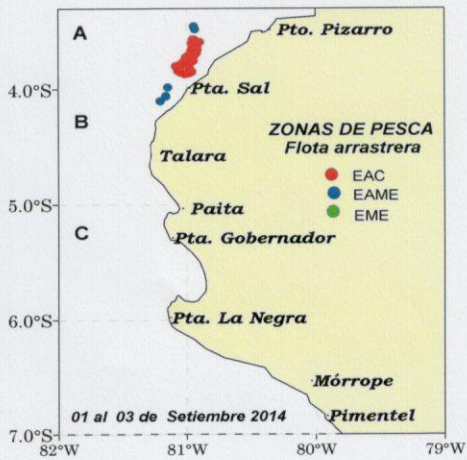 A
Pto. Pizarro
4.0°S
Pta. Sal
B
ZONAS DE PESCA
Flota arrastrera
Talara
EAC
EAME
EME
5.0°S
Paita
C
Pta. Gobernador
6.0°S
Pta. La Negra
Mórrope
01 al 03 de Setiembre 2014
Pimentel
7.0°S
82°W
81°W
80°W
79°W